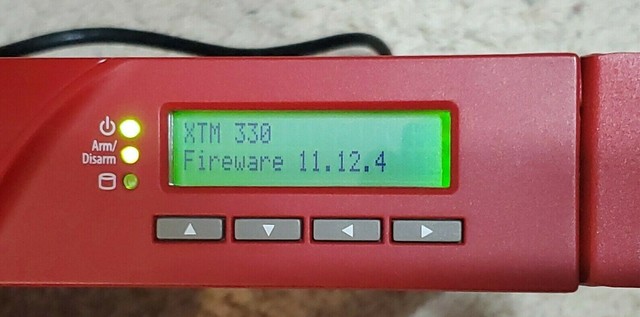 XTM 330
Fireware 11.12.4
Arm/
Disarm